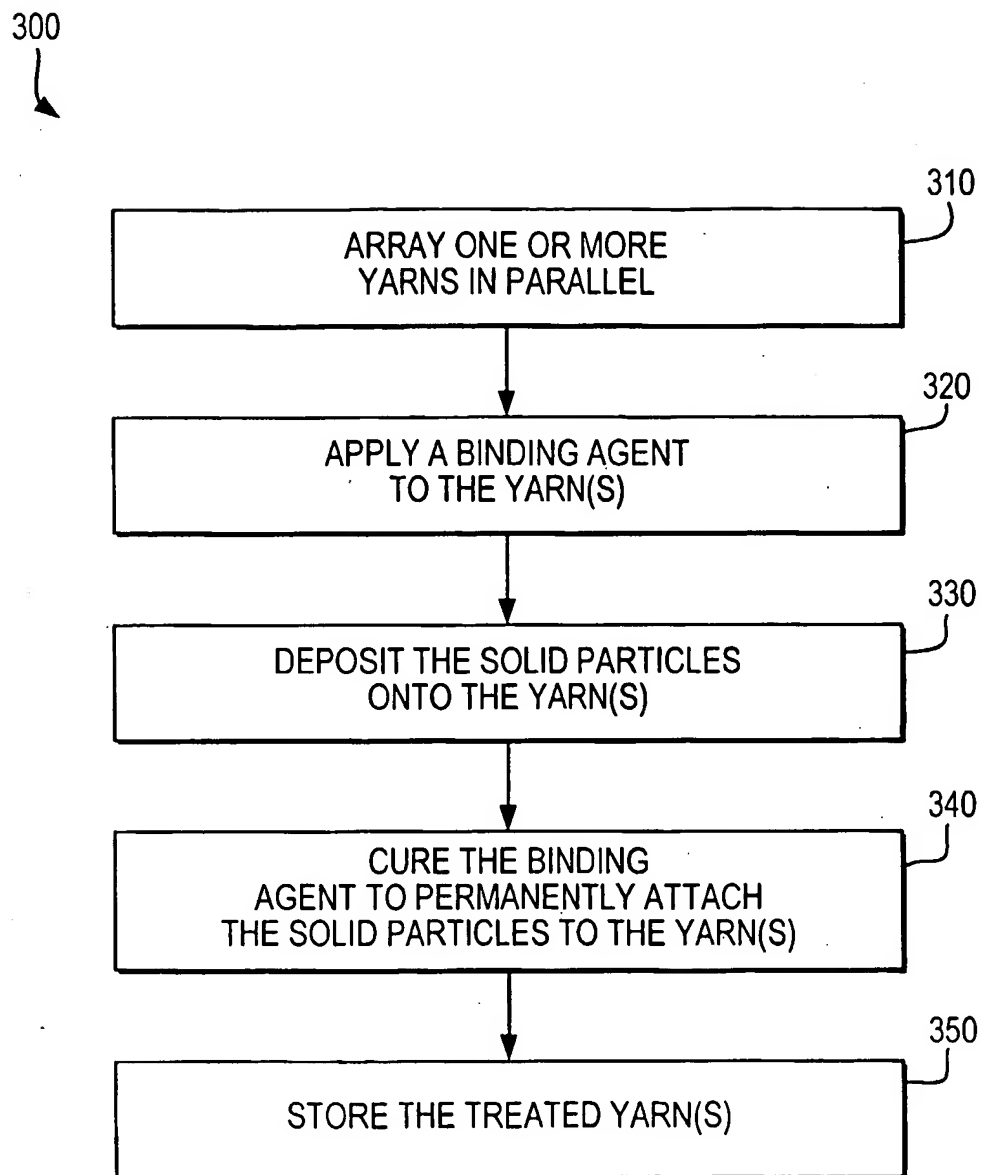 300
310
ARRAY ONE OR MORE
YARNS IN PARALLEL
320
APPLY A BINDING AGENT
TO THE YARN(S)
330
DEPOSIT THE SOLID PARTICLES
ONTO THE YARN(S)
340
CURE THE BINDING
AGENT TO PERMANENTLY ATTACH
THE SOLID PARTICLES TO THE YARN(S)
350
STORE THE TREATED YARN(S)